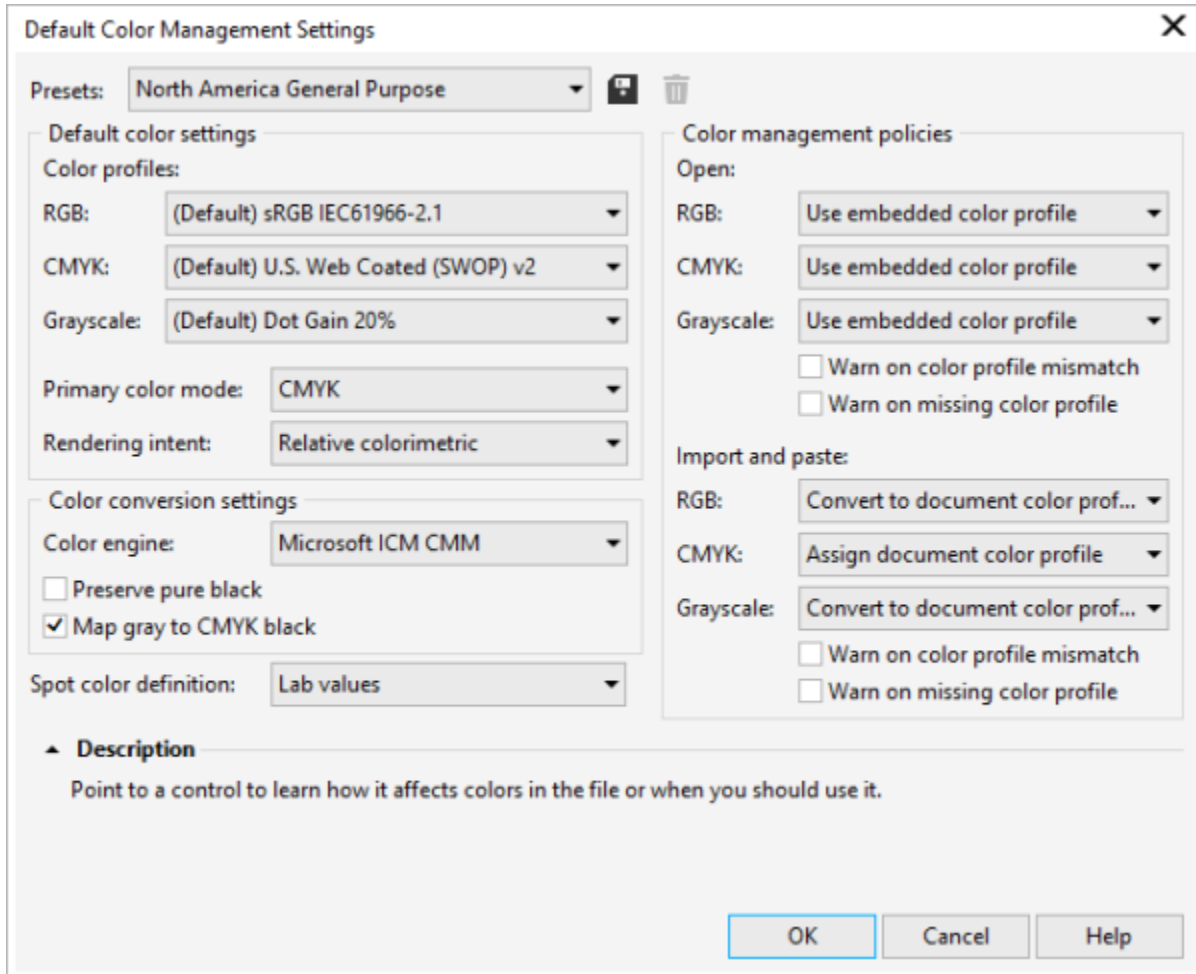 Default Color Management Settings
Presets: North America General Purpose
Default color settings
Color profiles:
RGB: (Default) sRGB IEC61966-2.1
CMYK: (Default) U.S. Web Coated (SWOP) v2
Grayscale: (Default) Dot Gain 20%
Primary color mode: CMYK
Rendering intent: Relative colorimetric
Color conversion settings
Color engine: Microsoft ICM CMM
Preserve pure black
Map gray to CMYK black
Spot color definition: Lab values
Color management policies
Open:
RGB: Use embedded color profile
CMYK: Use embedded color profile
Grayscale: Use embedded color profile
Warn on color profile mismatch
Warn on missing color profile
Import and paste:
RGB: Convert to document color prof...
CMYK: Assign document color profile
Grayscale: Convert to document color prof...
Warn on color profile mismatch
Warn on missing color profile
Description
Point to a control to learn how it affects colors in the file or when you should use it.
OK Cancel Help